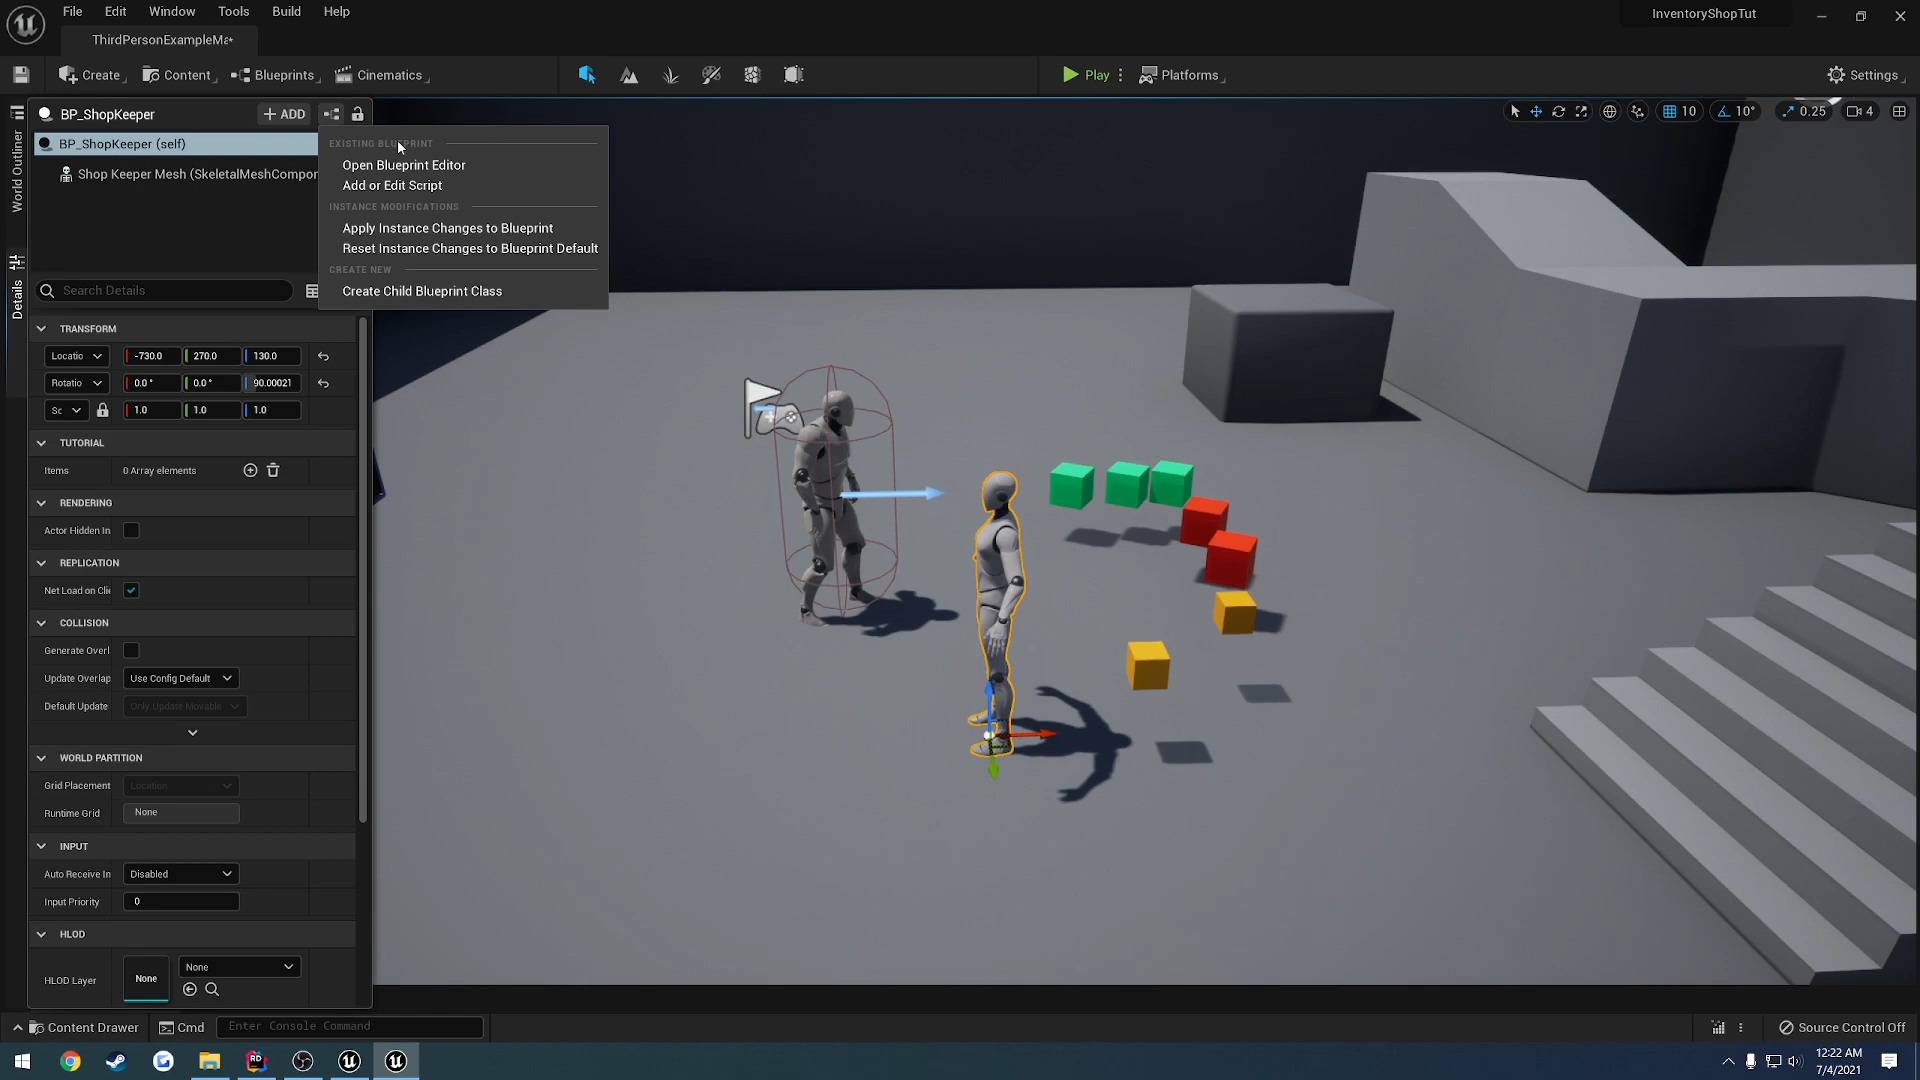 File Edit Window Tools Build Help
InventoryShopTut
ThirdPersonExampleMa*
Create Content Blueprints Cinematics Play Platforms Settings
BP_ShopKeeper + ADD
10 10° 0.25 4
BP_ShopKeeper (self)
Shop Keeper Mesh (SkeletalMeshCompor
World Outliner
Details
EXISTING BLUEPRINT
Open Blueprint Editor
Add or Edit Script
INSTANCE MODIFICATIONS
Apply Instance Changes to Blueprint
Reset Instance Changes to Blueprint Default
CREATE NEW
Create Child Blueprint Class
Search Details
TRANSFORM
Locatic -730.0 270.0 130.0
Rotatio 0.0° 0.0° 90.00021
Sc 1.0 1.0 1.0
TUTORIAL
Items 0 Array elements
RENDERING
Actor Hidden In
REPLICATION
Net Load on Clie
COLLISION
Generate Overl
Update Overlap Use Config Default
Default Update Only Update Movable
WORLD PARTITION
Grid Placement Location
Runtime Grid None
INPUT
Auto Receive In Disabled
Input Priority 0
HLOD
HLOD Layer None None
Content Drawer Cmd Enter Console Command
Source Control Off
RD
12:22 AM
7/4/2021